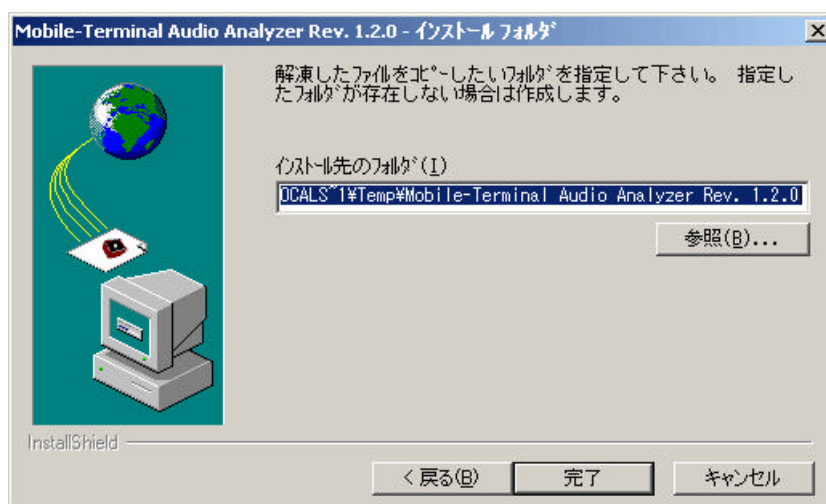 Mobile-Terminal Audio Analyzer Rev. 1.2.0 - インストール フォルダ
解凍したファイルをコピーしたいフォルダを指定して下さい。 指定し
たフォルダが存在しない場合は作成します。
インストール先のフォルダ(I)
OCALS~1¥Temp¥Mobile-Terminal Audio Analyzer Rev. 1.2.0
参照(B)...
InstallShield
< 戻る(B)
完了
キャンセル